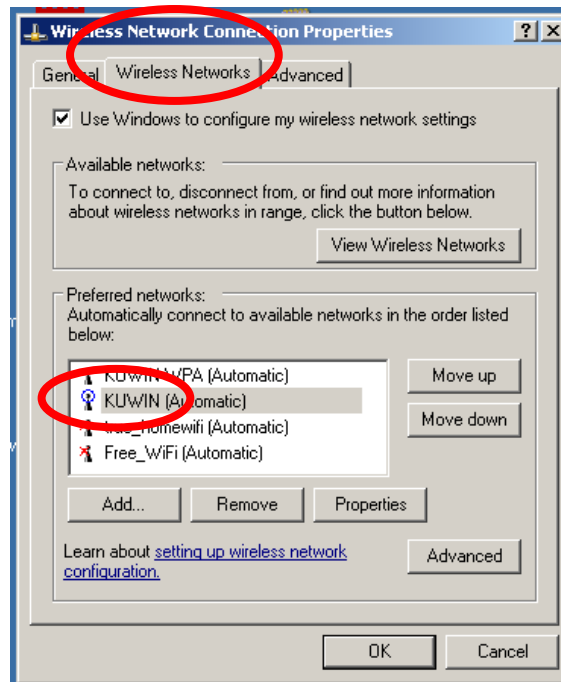 Wireless Network Connection Properties
General
Wireless Networks
Advanced
Use Windows to configure my wireless network settings
Available networks:
To connect to, disconnect from, or find out more information
about wireless networks in range, click the button below.
View Wireless Networks
Preferred networks:
Automatically connect to available networks in the order listed
below:
KUWIN-WPA (Automatic)
KUWIN (Automatic)
true_homewifi (Automatic)
Free_WiFi (Automatic)
Move up
Move down
Add...
Remove
Properties
Learn about setting up wireless network
configuration.
Advanced
OK
Cancel